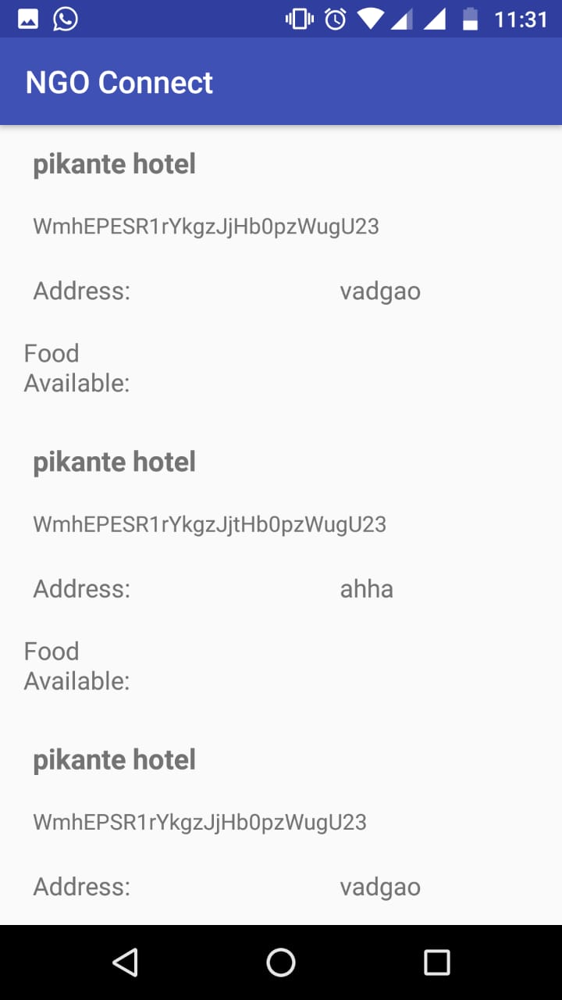 11:31
NGO Connect
pikante hotel
WmhEPESR1rYkgzJjHb0pzWugU23
Address: vadgao
Food
Available:
pikante hotel
WmhEPESR1rYkgzJjtHb0pzWugU23
Address: ahha
Food
Available:
pikante hotel
WmhEPSR1rYkgzJjHb0pzWugU23
Address: vadgao